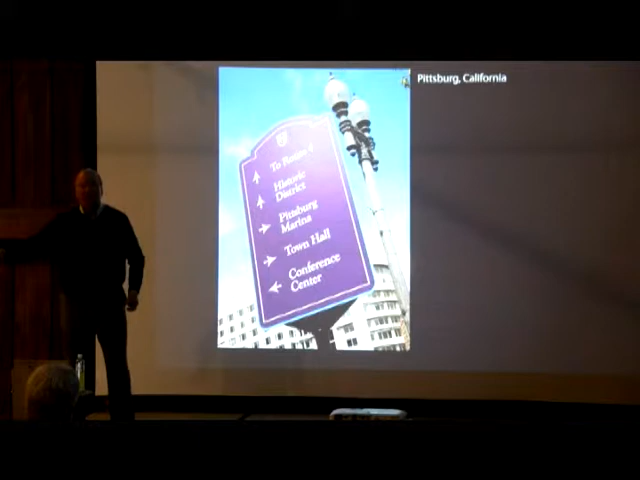 Pittsburg, California
To Route 4
Historic
District
Pittsburg
Marina
Town Hall
Conference
Center